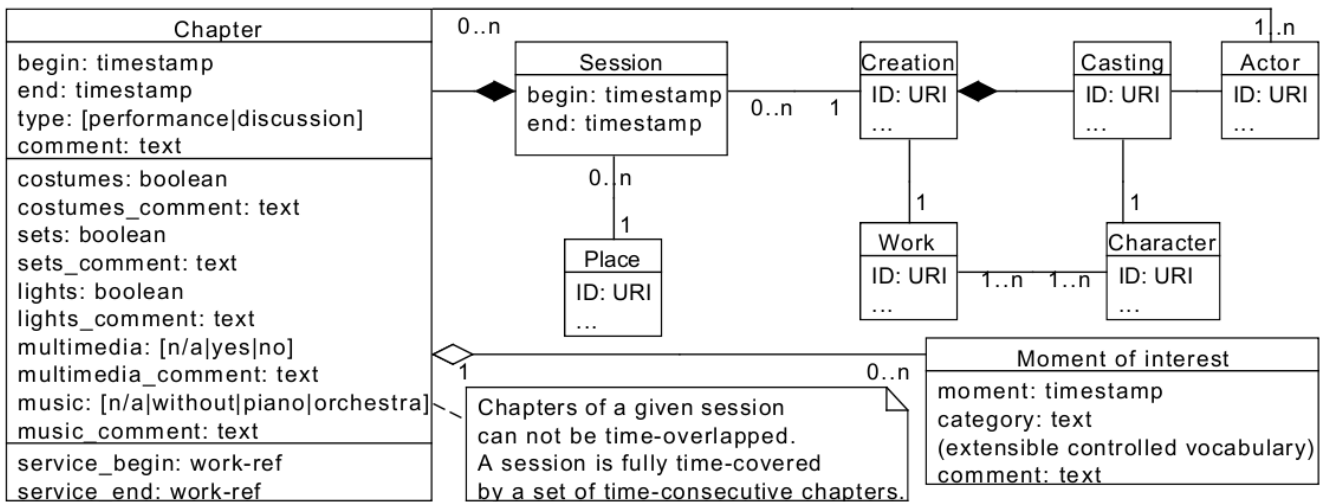 Chapter
begin: timestamp
end: timestamp
type: [performance|discussion]
comment: text
costumes: boolean
costumes_comment: text
sets: boolean
sets_comment: text
lights: boolean
lights_comment: text
multimedia: [n/a|yes|no]
multimedia_comment: text
music: [n/a|without|piano|orchestra]
music_comment: text
service_begin: work-ref
service_end: work-ref
0..n
1..n
Session
begin: timestamp
end: timestamp
0..n
1
Creation
ID: URI
...
Casting
ID: URI
...
Actor
ID: URI
...
0..n
1
Place
ID: URI
...
1
Work
ID: URI
...
1..n
1..n
1
Character
ID: URI
...
1
0..n
Moment of interest
moment: timestamp
category: text
(extensible controlled vocabulary)
comment: text
Chapters of a given session
can not be time-overlapped.
A session is fully time-covered
by a set of time-consecutive chapters.